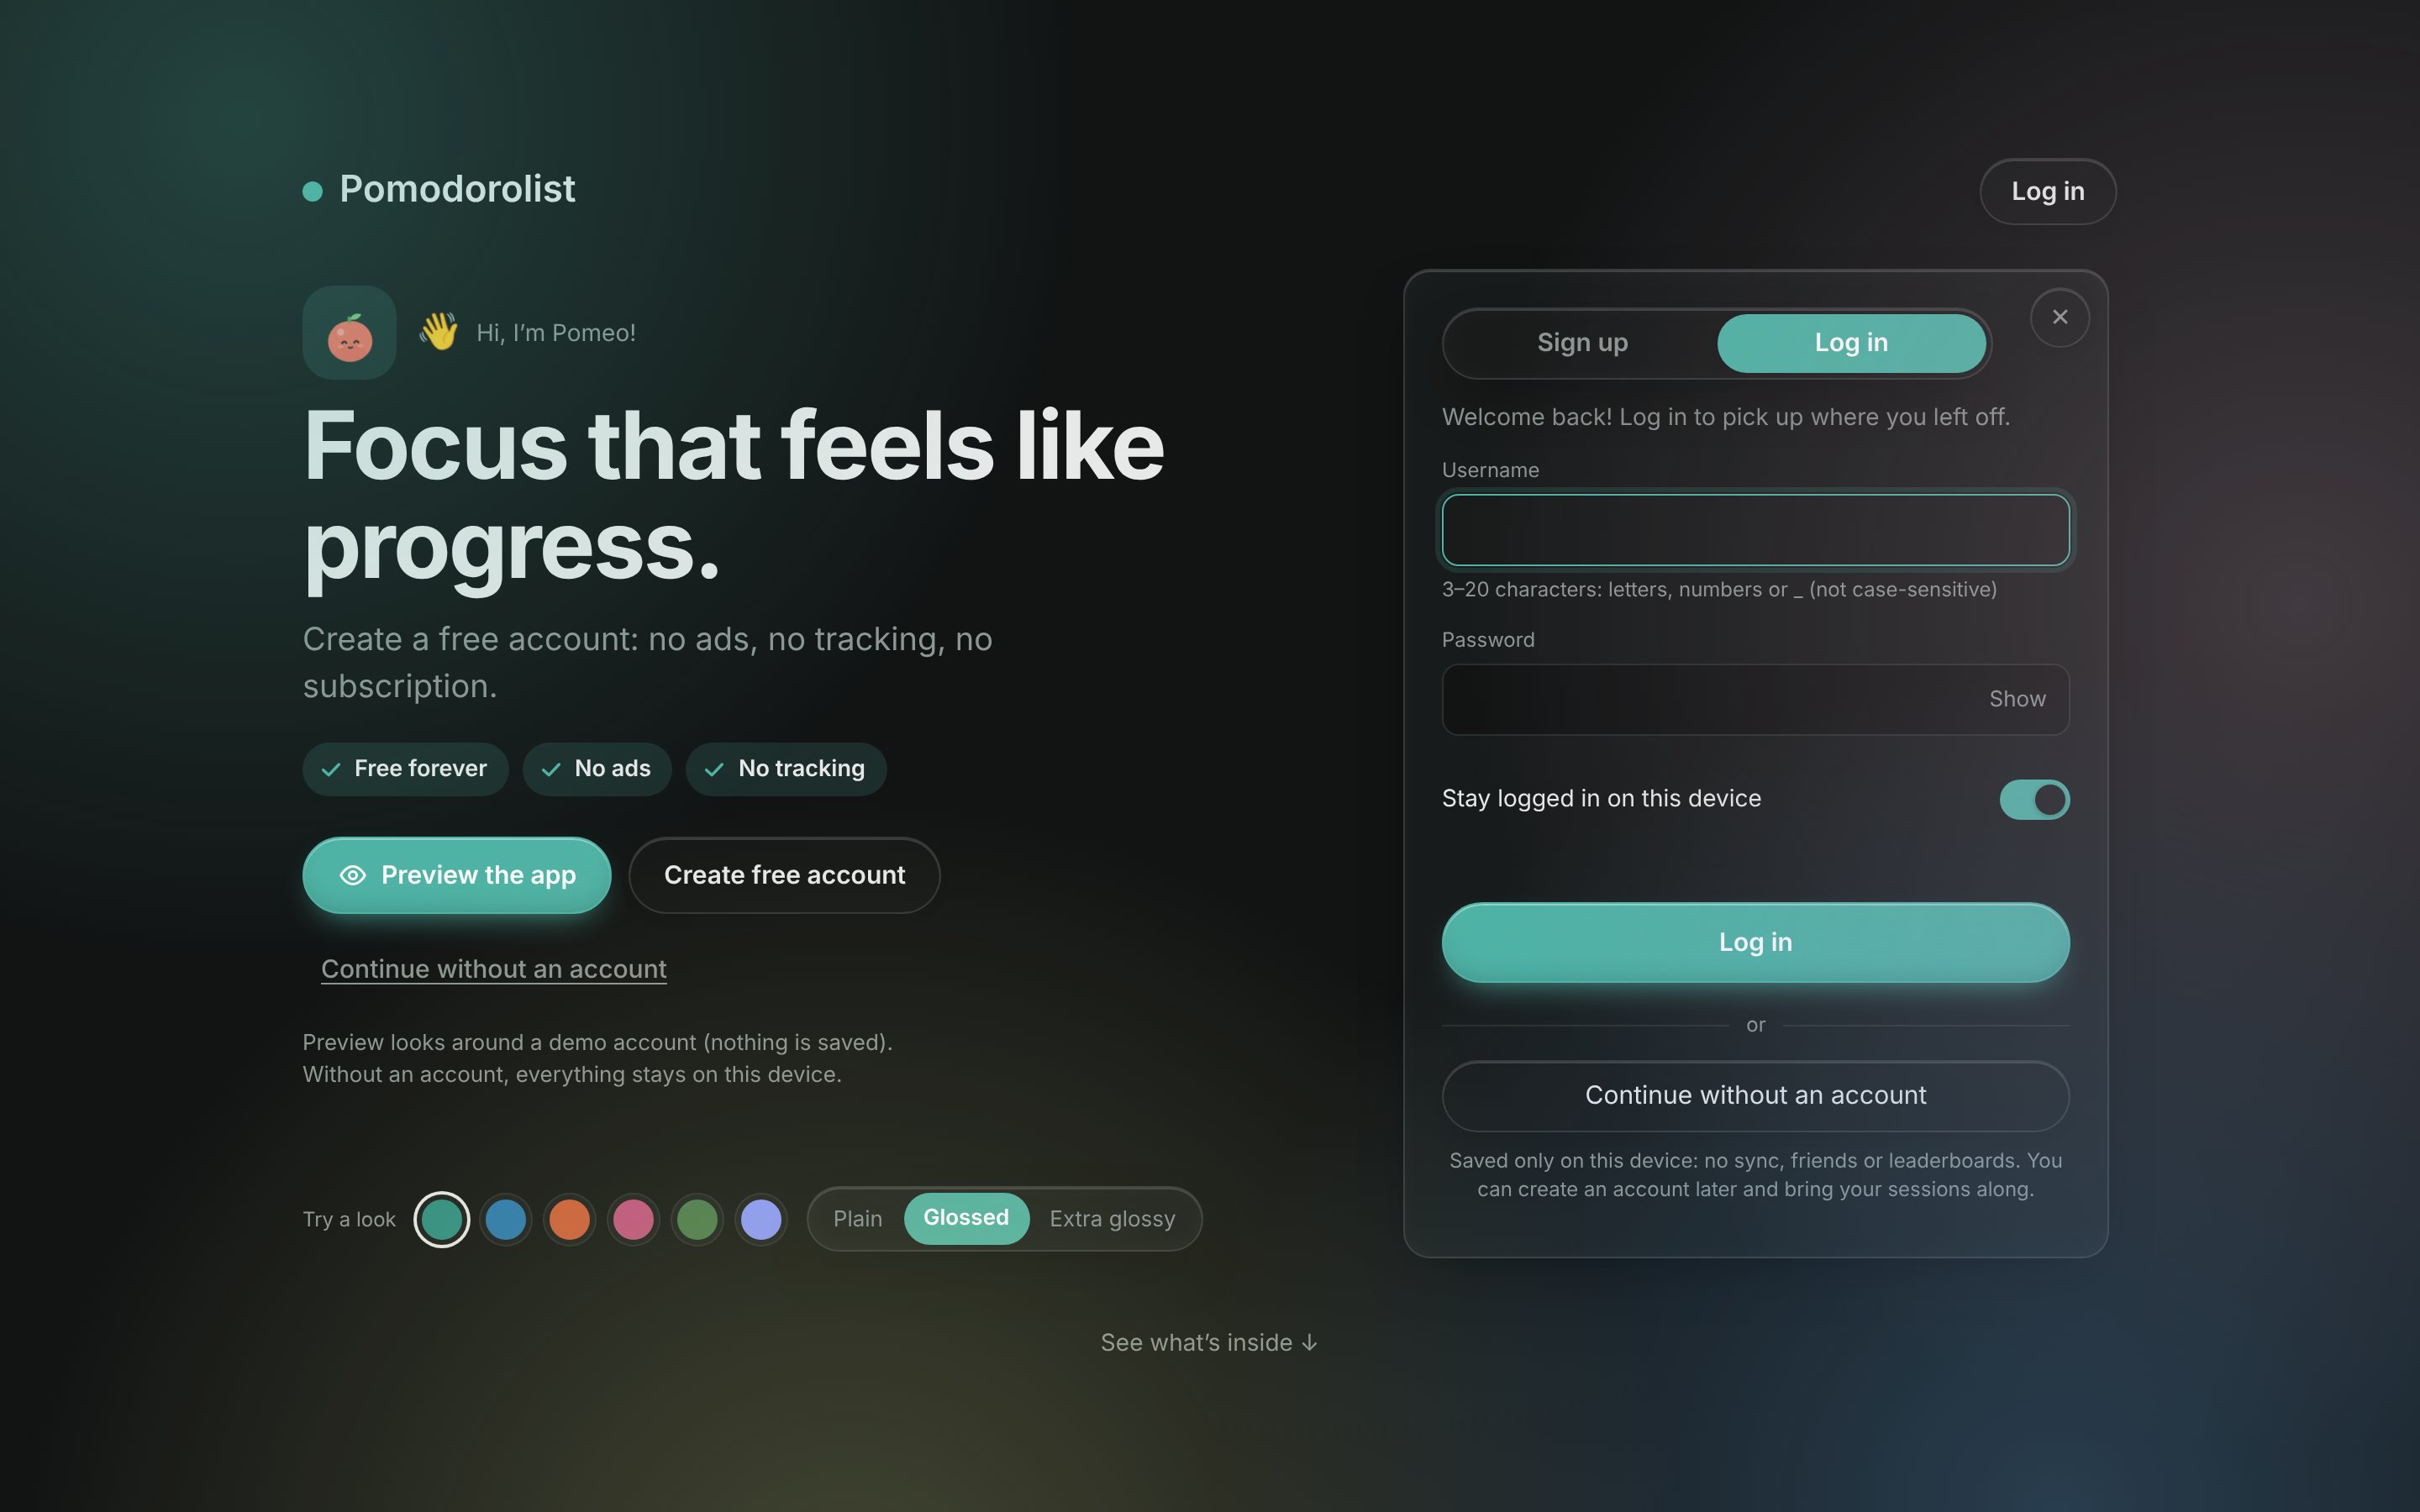 Pomodorolist
Log in
Hi, I’m Pomeo!
Focus that feels like
progress.
Create a free account: no ads, no tracking, no
subscription.
Free forever
No ads
No tracking
Preview the app
Create free account
Continue without an account
Preview looks around a demo account (nothing is saved).
Without an account, everything stays on this device.
Try a look
Plain
Glossed
Extra glossy
Sign up
Log in
Welcome back! Log in to pick up where you left off.
Username
3–20 characters: letters, numbers or _ (not case-sensitive)
Password
Show
Stay logged in on this device
Log in
or
Continue without an account
Saved only on this device: no sync, friends or leaderboards. You
can create an account later and bring your sessions along.
See what’s inside ↓